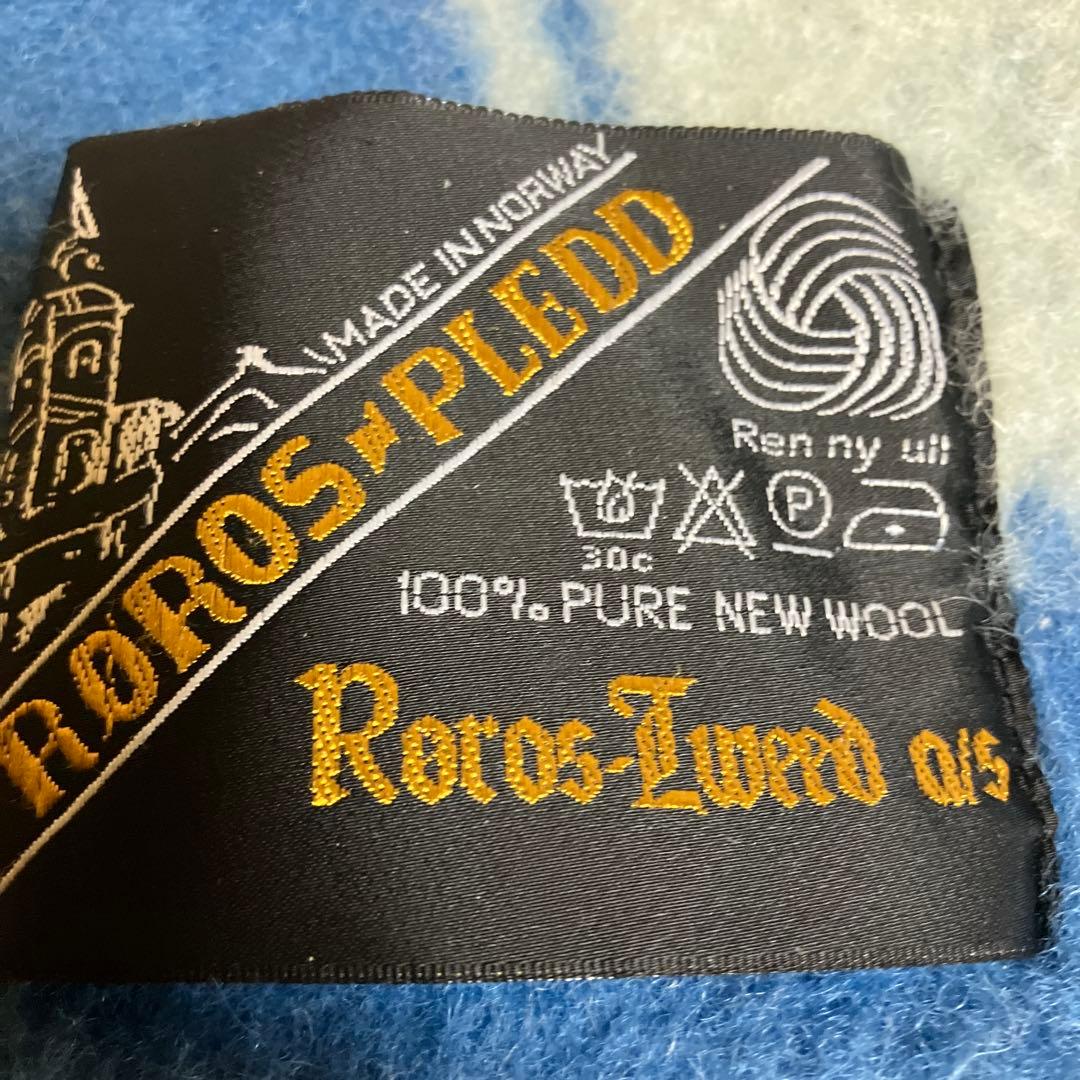 MADE IN NORWAY
RØROS PLEDD
Ren ny ull
P
30c
100% PURE NEW WOOL
Røros-Tweed a/s